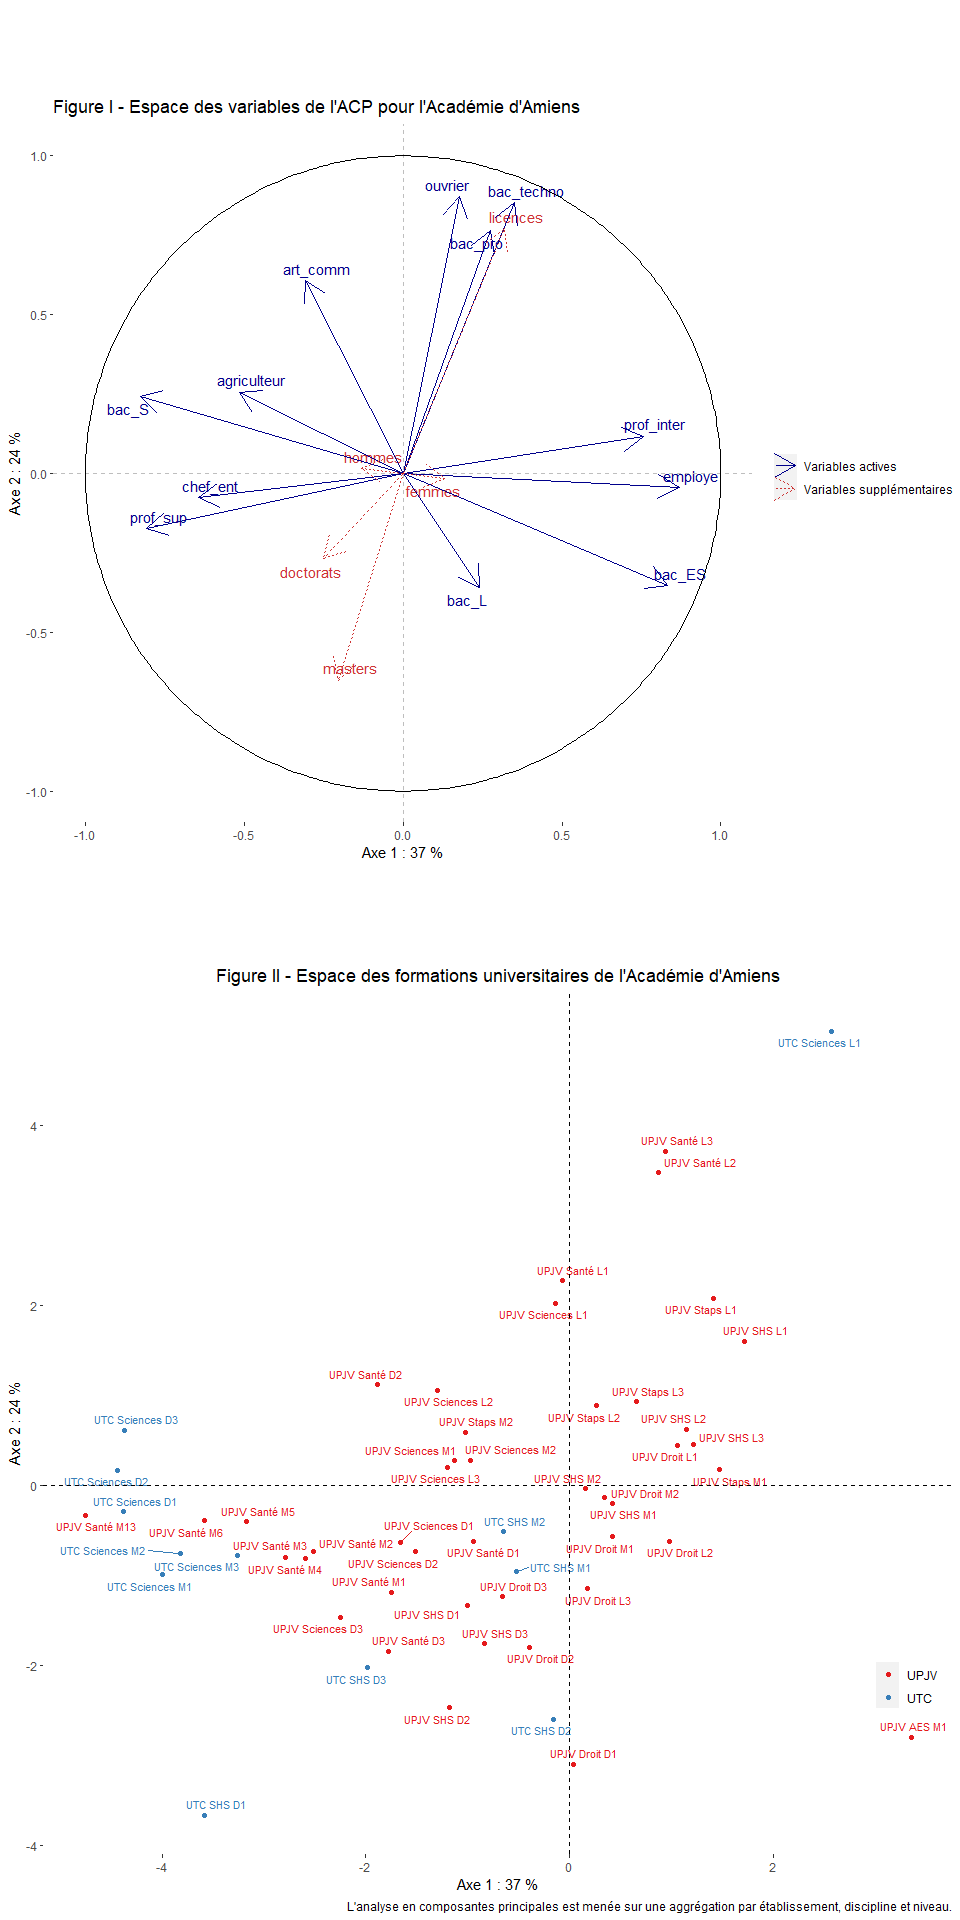 Figure I - Espace des variables de l'ACP pour l'Académie d'Amiens
1.0
ouvrier
bac_techno
licences
bac_pro
art_comm
0.5
agriculteur
bac_S
prof_inter
hommes
0.0
employe
chef_ent
femmes
prof_sup
doctorats
bac_ES
bac_L
-0.5
masters
-1.0
Axe 2 : 24 %
-1.0 -0.5 0.0 0.5 1.0
Axe 1 : 37 %
Variables actives
Variables supplémentaires
Figure II - Espace des formations universitaires de l'Académie d'Amiens
UTC Sciences L1
4
UPJV Santé L3
UPJV Santé L2
UPJV Santé L1
2
UPJV Sciences L1
UPJV Staps L1
UPJV SHS L1
UPJV Santé D2
UPJV Sciences L2
UPJV Staps L3
UPJV Staps L2
UPJV SHS L2
UTC Sciences D3
UPJV Staps M2
UPJV SHS L3
UPJV Sciences M1
UPJV Sciences M2
UPJV Droit L1
UTC Sciences D2
UPJV Sciences L3
UPJV SHS M2
UPJV Staps M1
0
UTC Sciences D1
UPJV Droit M2
UPJV Santé M5
UPJV SHS M1
UPJV Santé M13
UPJV Santé M6
UPJV Sciences D1
UTC SHS M2
UPJV Santé M3
UPJV Santé M2
UTC Sciences M2
UPJV Santé D1
UPJV Droit M1
UPJV Droit L2
UTC Sciences M3
UPJV Santé M4
UPJV Sciences D2
UTC SHS M1
UTC Sciences M1
UPJV Santé M1
UPJV Droit D3
UPJV Droit L3
UPJV SHS D1
UPJV Sciences D3
UPJV Santé D3
UPJV SHS D3
UPJV Droit D2
-2
UTC SHS D3
UPJV SHS D2
UTC SHS D2
UPJV Droit D1
UPJV AES M1
UTC SHS D1
-4
Axe 2 : 24 %
UPJV
UTC
-4 -2 0 2
Axe 1 : 37 %
L'analyse en composantes principales est menée sur une aggrégation par établissement, discipline et niveau.